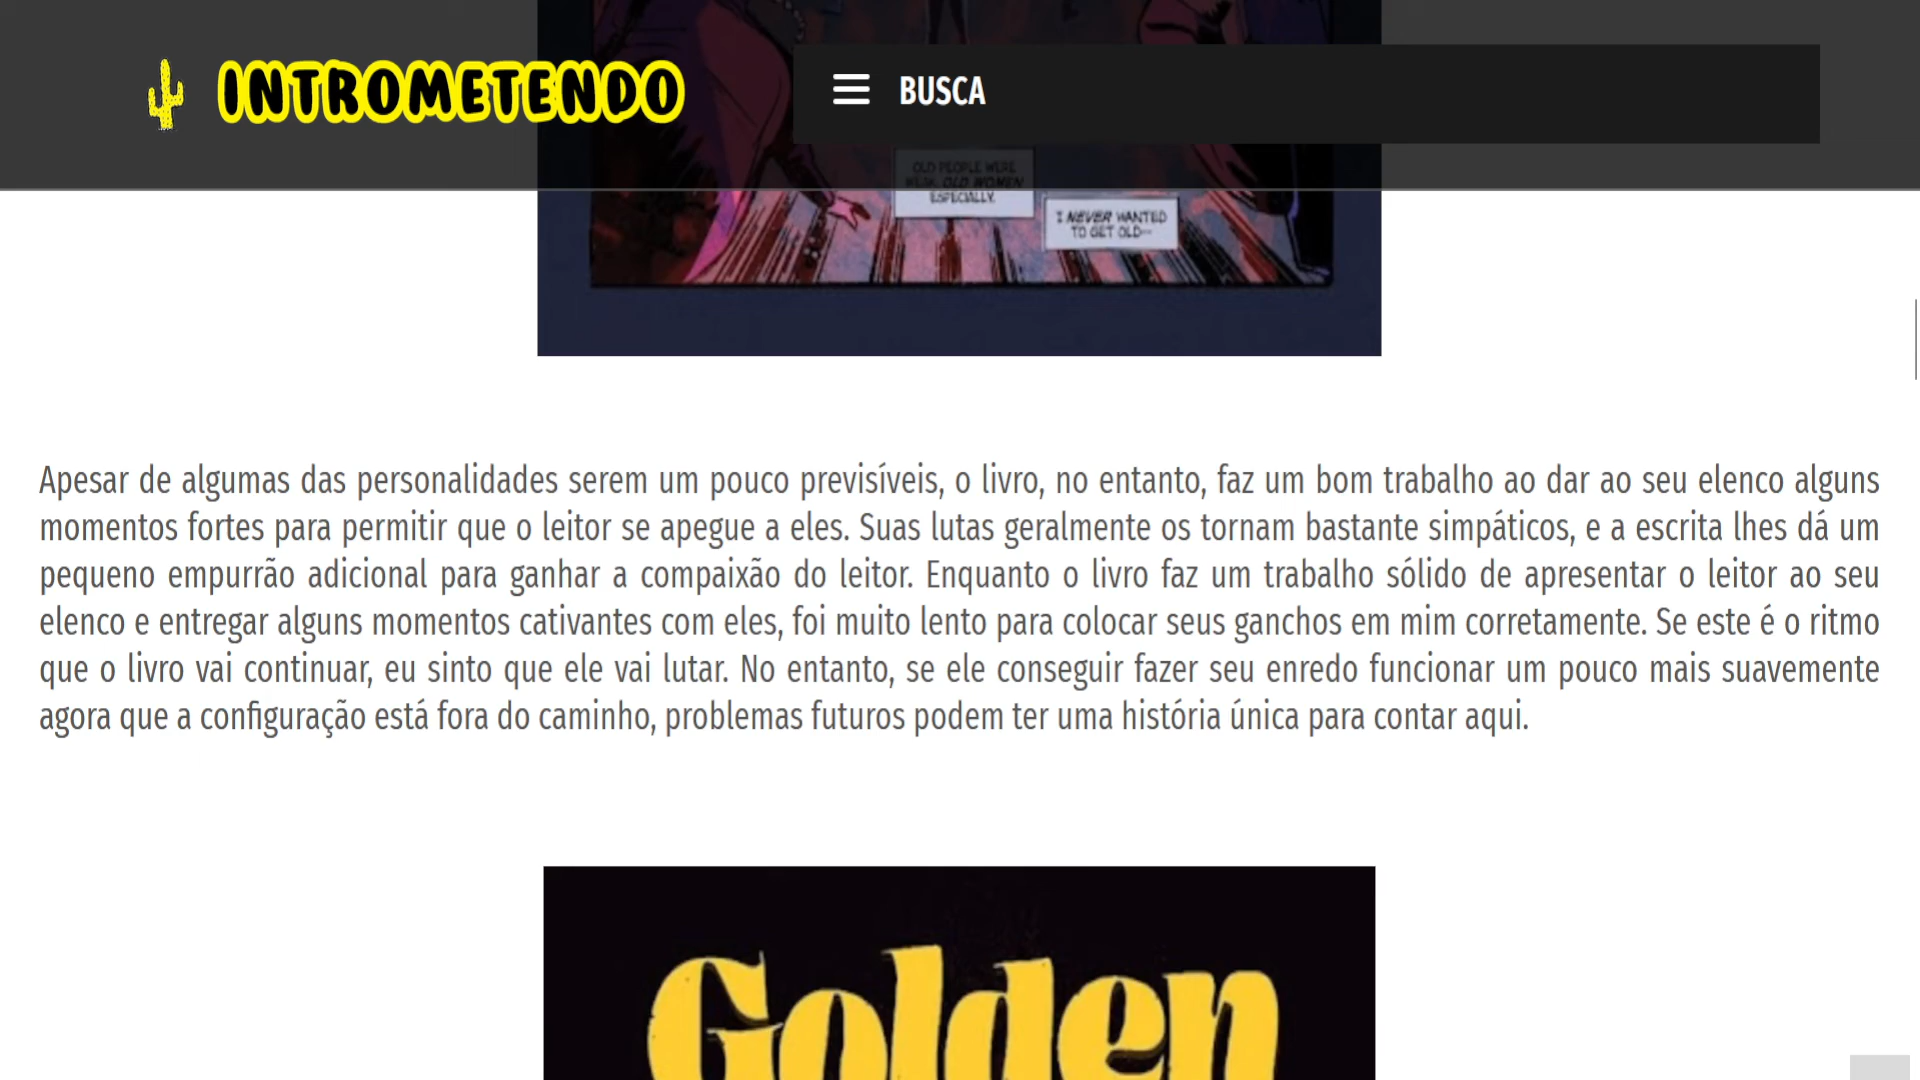 INTROMETENDO
BUSCA
OLD PEOPLE WERE
WEAK. OLD WOMEN
ESPECIALLY.
I NEVER WANTED
TO GET OLD--
Apesar de algumas das personalidades serem um pouco previsíveis, o livro, no entanto, faz um bom trabalho ao dar ao seu elenco alguns
momentos fortes para permitir que o leitor se apegue a eles. Suas lutas geralmente os tornam bastante simpáticos, e a escrita lhes dá um
pequeno empurrão adicional para ganhar a compaixão do leitor. Enquanto o livro faz um trabalho sólido de apresentar o leitor ao seu
elenco e entregar alguns momentos cativantes com eles, foi muito lento para colocar seus ganchos em mim corretamente. Se este é o ritmo
que o livro vai continuar, eu sinto que ele vai lutar. No entanto, se ele conseguir fazer seu enredo funcionar um pouco mais suavemente
agora que a configuração está fora do caminho, problemas futuros podem ter uma história única para contar aqui.
Golden